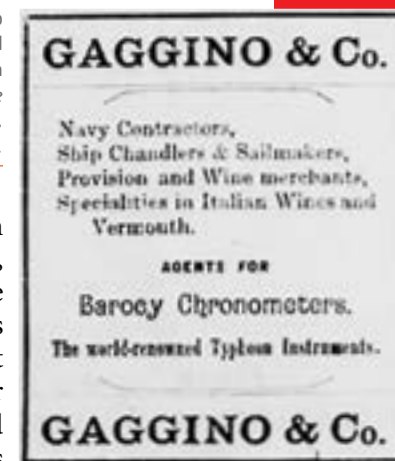 GAGGINO & Co.
Navy Contractors,
Ship Chandlers & Sailmakers,
Provision and Wine merchants,
Specialities in Italian Wines and
Vermouth.
AGENTS FOR
Barocy Chronometers.
The world-renowned Typhoon Instruments.
GAGGINO & Co.